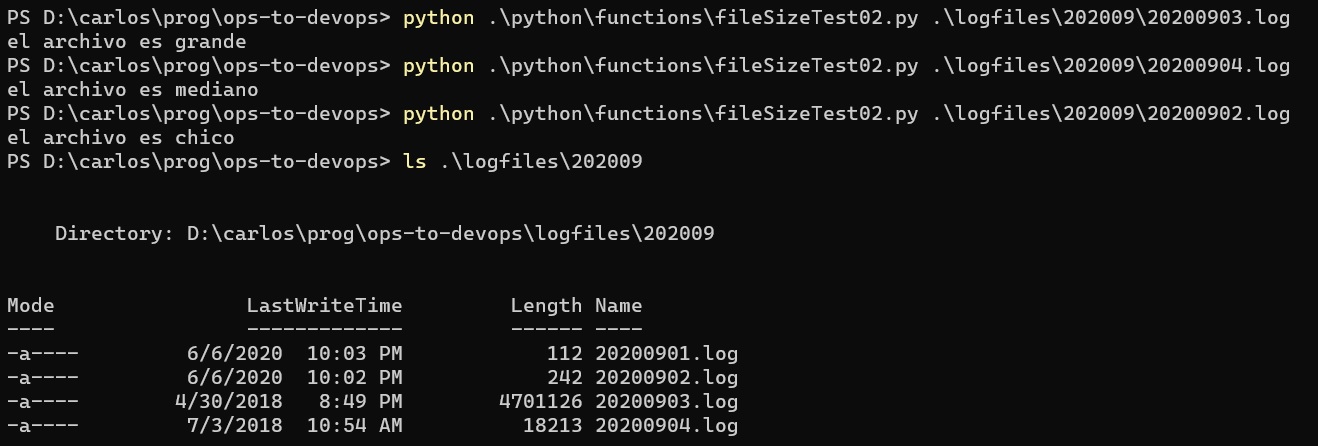 PS D:\carlos\prog\ops-to-devops> python .\python\functions\fileSizeTest02.py .\logfiles\202009\20200903.log
el archivo es grande
PS D:\carlos\prog\ops-to-devops> python .\python\functions\fileSizeTest02.py .\logfiles\202009\20200904.log
el archivo es mediano
PS D:\carlos\prog\ops-to-devops> python .\python\functions\fileSizeTest02.py .\logfiles\202009\20200902.log
el archivo es chico
PS D:\carlos\prog\ops-to-devops> ls .\logfiles\202009
    Directory: D:\carlos\prog\ops-to-devops\logfiles\202009
Mode                LastWriteTime         Length Name
----                -------------         ------ ----
-a----         6/6/2020  10:03 PM            112 20200901.log
-a----         6/6/2020  10:02 PM            242 20200902.log
-a----        4/30/2018   8:49 PM        4701126 20200903.log
-a----         7/3/2018  10:54 AM          18213 20200904.log